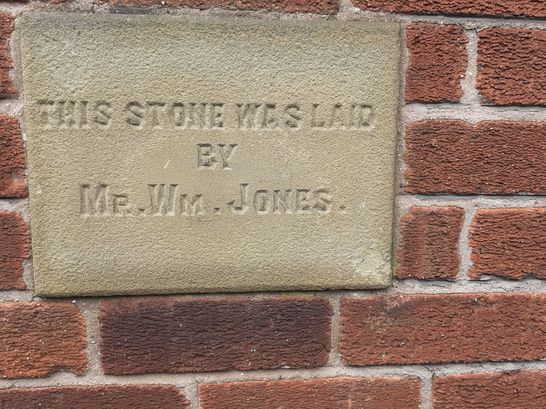 THIS STONE WAS LAID
BY
MR. WM. JONES.